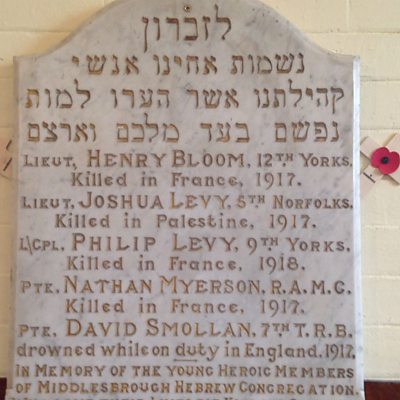 לזכרון
נשמות אחינו אנשי
קהילתנו אשר הערו למות
נפשם בעד מלכם וארצם
LIEUT, HENRY BLOOM, 12TH YORKS.
Killed in France, 1917.
LIEUT, JOSHUA LEVY, 5TH NORFOLKS.
Killed in Palestine, 1917.
L\CPL, PHILIP LEVY, 9TH YORKS.
Killed in France, 1918.
PTE. NATHAN MYERSON, R.A.M.C.
Killed in France, 1917.
PTE. DAVID SMOLLAN, 7TH T.R.B.
drowned while on duty in England, 1917.
IN MEMORY OF THE YOUNG HEROIC MEMBERS
OF MIDDLESBROUGH HEBREW CONGREGATION.